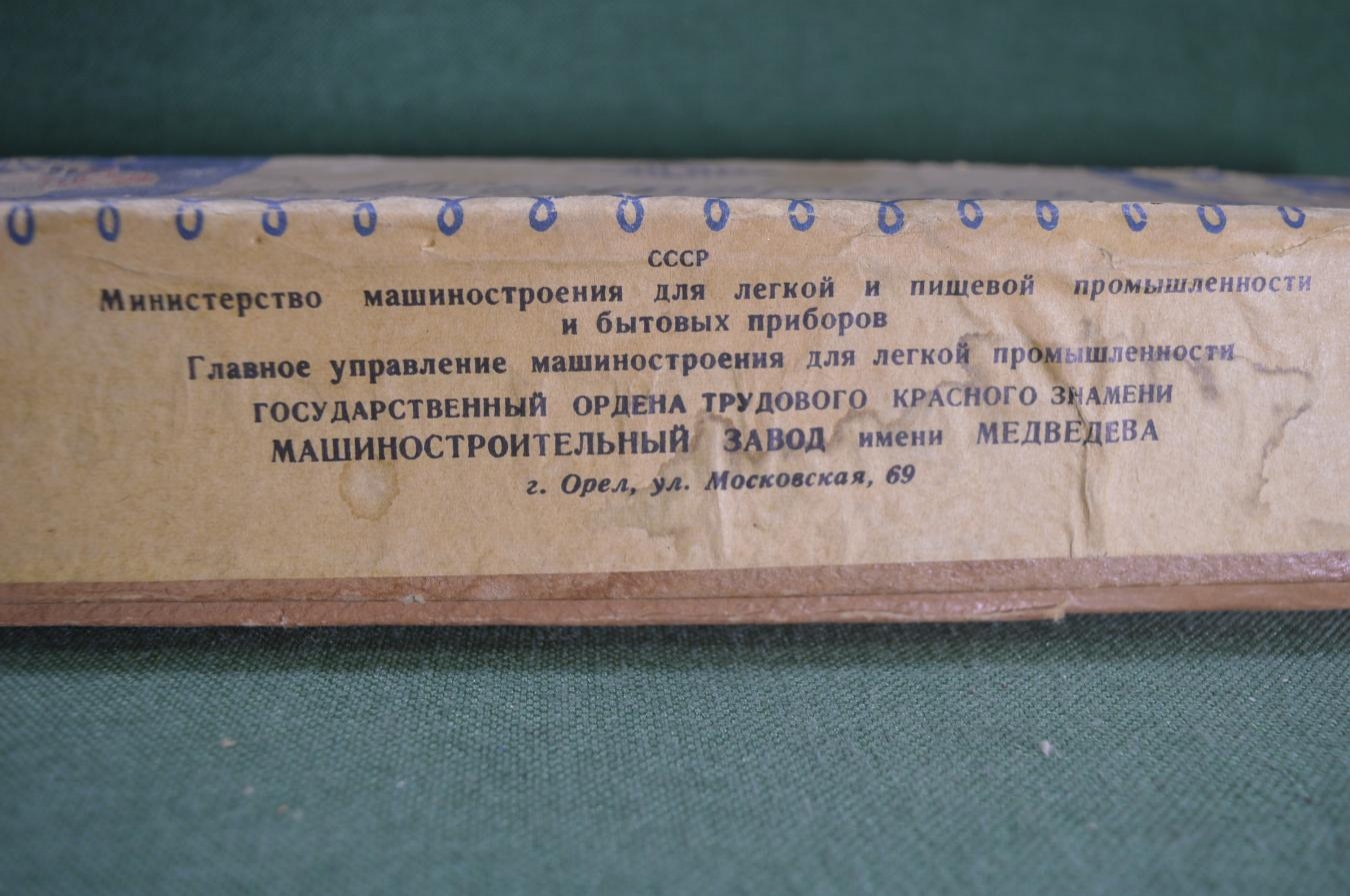 СССР
Министерство машиностроения для легкой и пищевой промышленности
и бытовых приборов
Главное управление машиностроения для легкой промышленности
ГОСУДАРСТВЕННЫЙ ОРДЕНА ТРУДОВОГО КРАСНОГО ЗНАМЕНИ
МАШИНОСТРОИТЕЛЬНЫЙ ЗАВОД имени МЕДВЕДЕВА
г. Орел, ул. Московская, 69